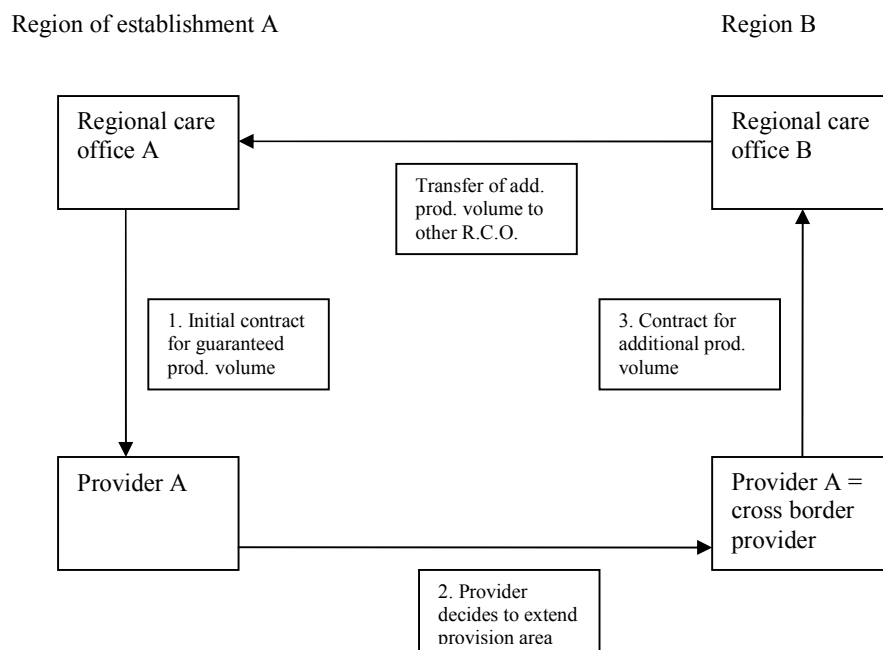 Region of establishment A
Region B
Regional care
office A
Regional care
office B
Transfer of add.
prod. volume to
other R.C.O.
1. Initial contract
for guaranteed
prod. volume
3. Contract for
additional prod.
volume
Provider A
Provider A =
cross border
provider
2. Provider
decides to extend
provision area